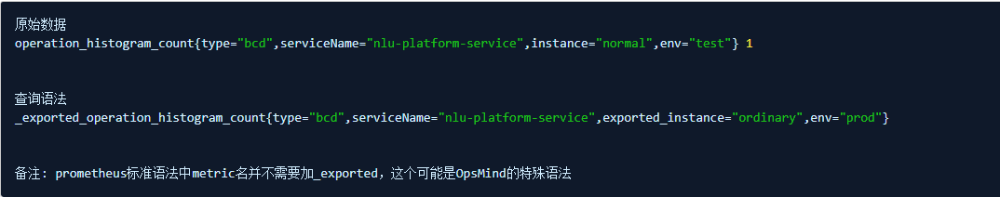 原始数据
operation_histogram_count{type="bcd",serviceName="nlu-platform-service",instance="normal",env="test"} 1
查询语法
_exported_operation_histogram_count{type="bcd",serviceName="nlu-platform-service",exported_instance="ordinary",env="prod"}
备注: prometheus标准语法中metric名并不需要加_exported，这个可能是OpsMind的特殊语法